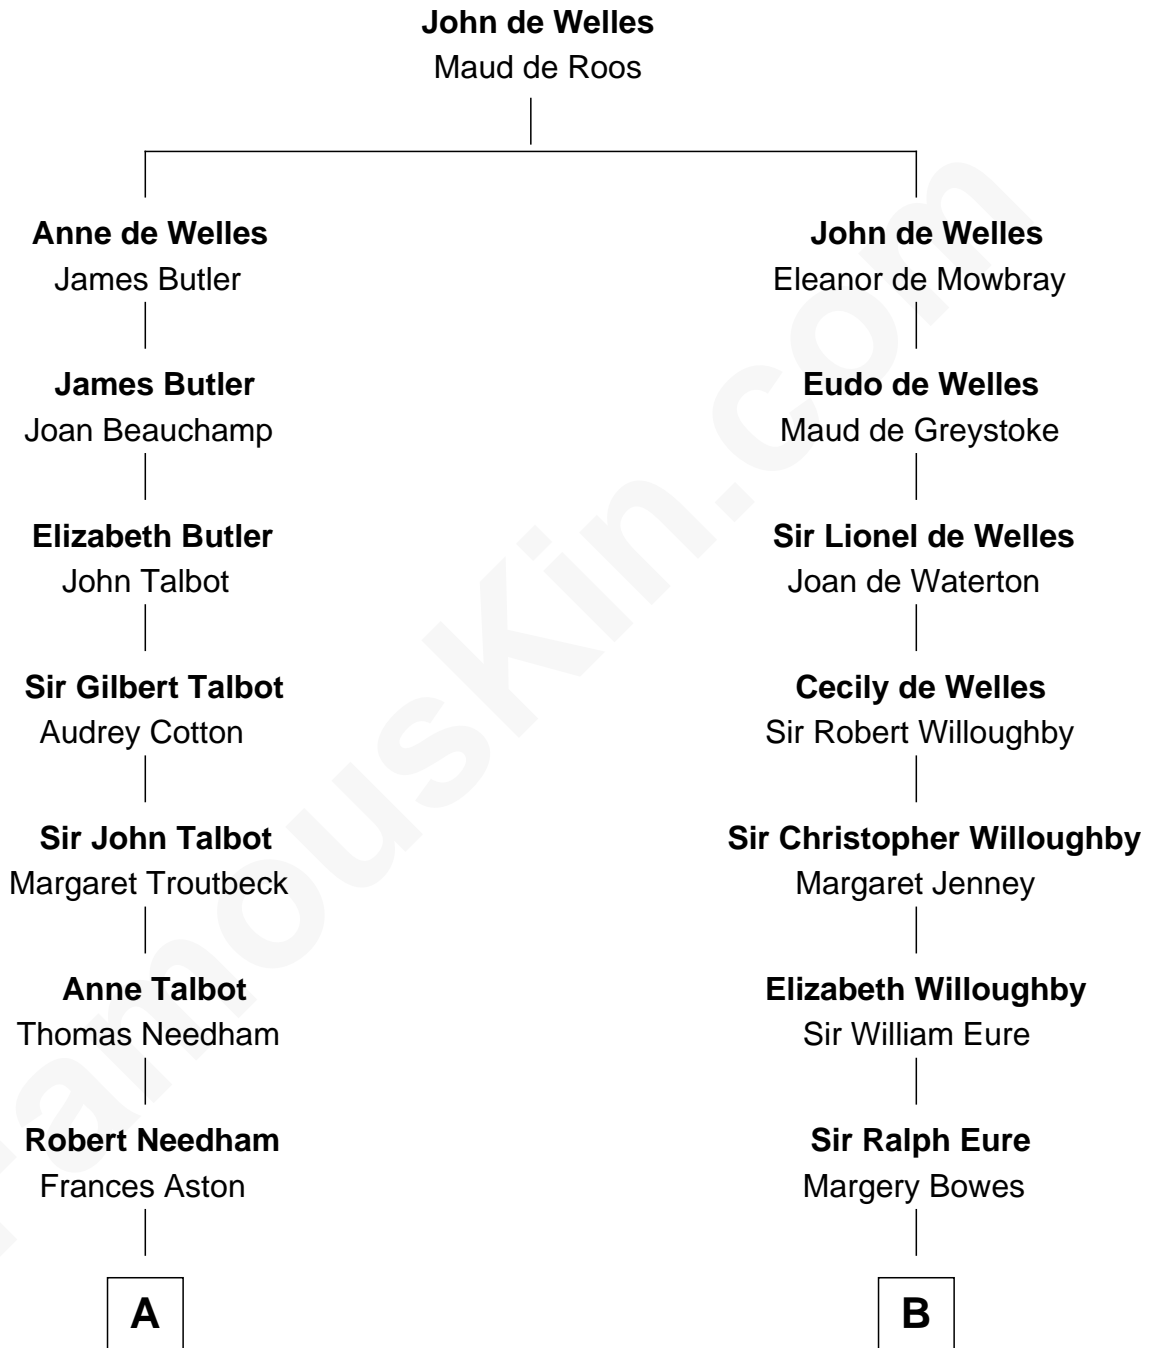 John de Welles
Maud de Roos
Anne de Welles
James Butler
John de Welles
Eleanor de Mowbray
James Butler
Joan Beauchamp
Eudo de Welles
Maud de Greystoke
Elizabeth Butler
John Talbot
Sir Lionel de Welles
Joan de Waterton
Sir Gilbert Talbot
Audrey Cotton
Cecily de Welles
Sir Robert Willoughby
Sir John Talbot
Margaret Troutbeck
Sir Christopher Willoughby
Margaret Jenney
Anne Talbot
Thomas Needham
Elizabeth Willoughby
Sir William Eure
Robert Needham
Frances Aston
Sir Ralph Eure
Margery Bowes
A
B
FamousKin.com